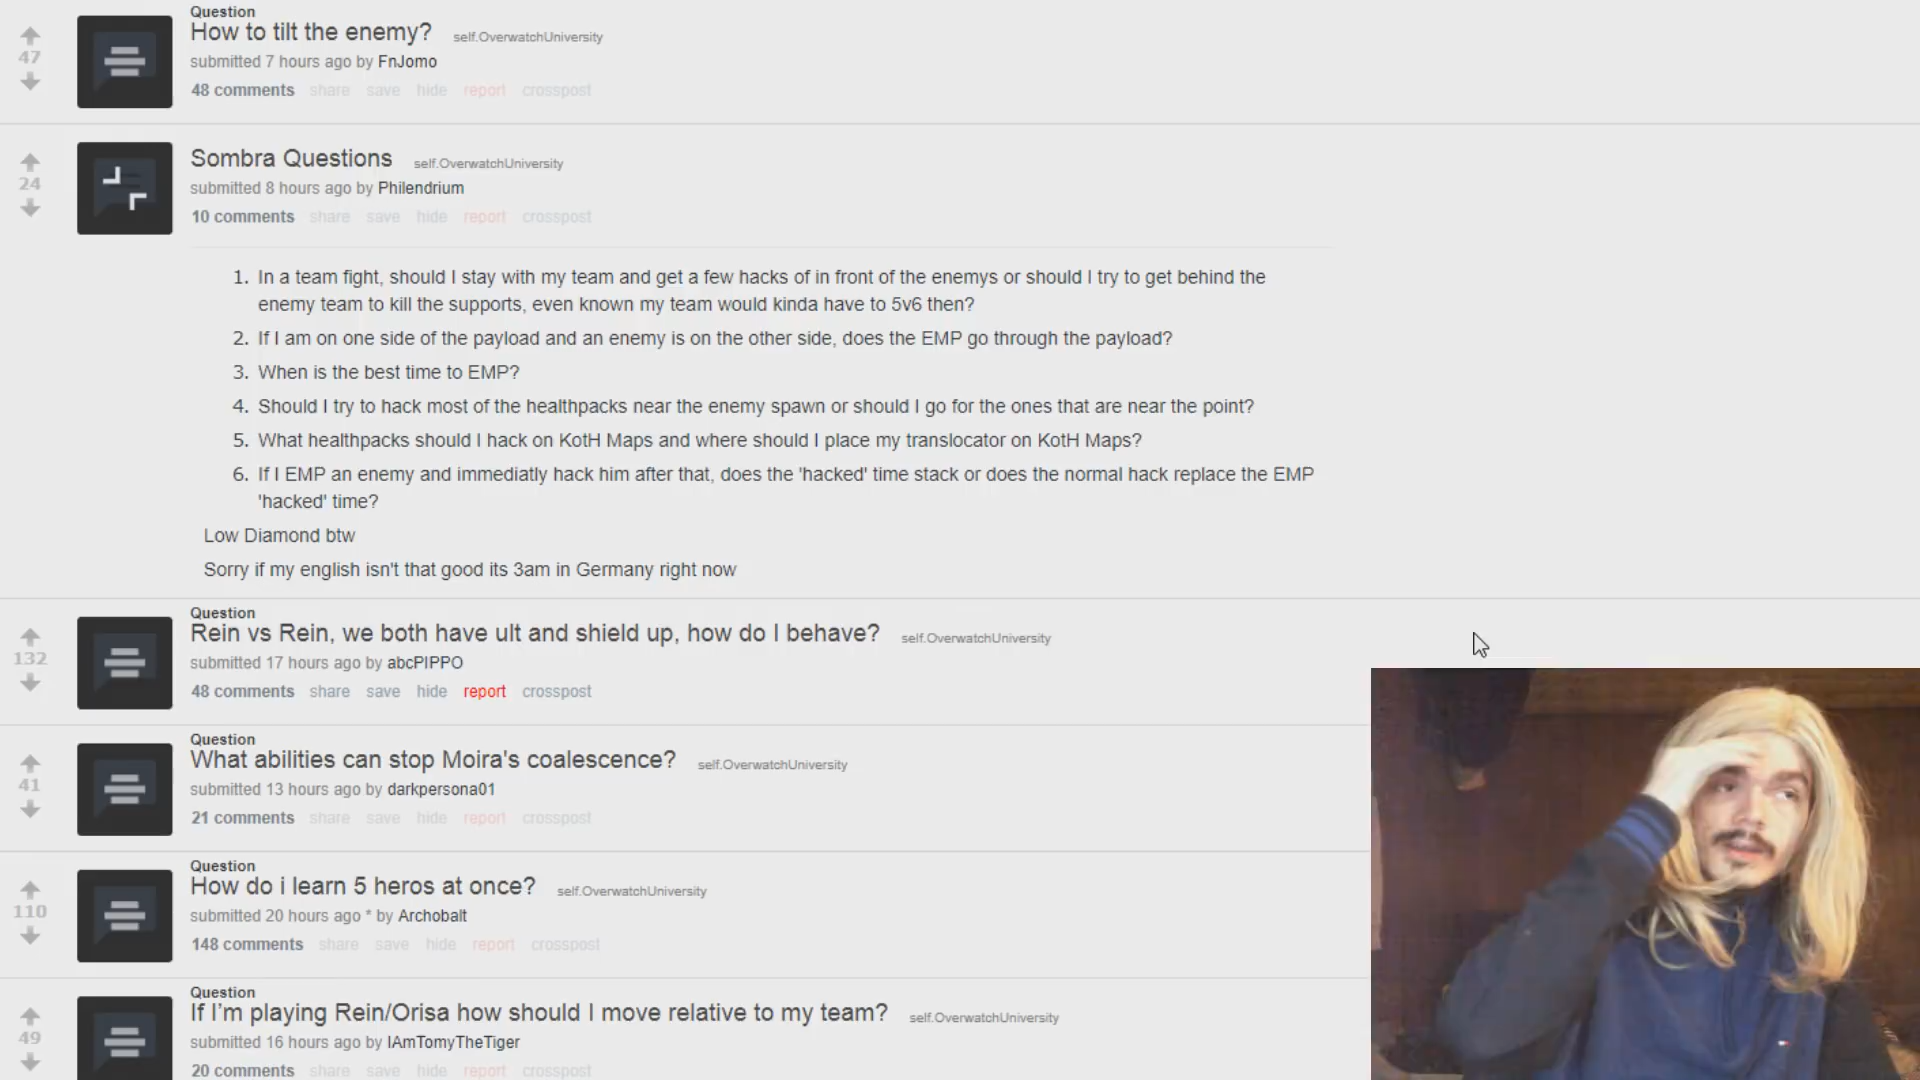 Question
How to tilt the enemy? self.OverwatchUniversity
47
submitted 7 hours ago by FnJomo
48 comments share save hide report crosspost
Sombra Questions self.OverwatchUniversity
24
submitted 8 hours ago by Philendrium
10 comments share save hide report crosspost
1. In a team fight, should I stay with my team and get a few hacks of in front of the enemys or should I try to get behind the
enemy team to kill the supports, even known my team would kinda have to 5v6 then?
2. If I am on one side of the payload and an enemy is on the other side, does the EMP go through the payload?
3. When is the best time to EMP?
4. Should I try to hack most of the healthpacks near the enemy spawn or should I go for the ones that are near the point?
5. What healthpacks should I hack on KotH Maps and where should I place my translocator on KotH Maps?
6. If I EMP an enemy and immediatly hack him after that, does the 'hacked' time stack or does the normal hack replace the EMP
'hacked' time?
Low Diamond btw
Sorry if my english isn't that good its 3am in Germany right now
Question
Rein vs Rein, we both have ult and shield up, how do I behave? self.OverwatchUniversity
132
submitted 17 hours ago by abcPIPPO
48 comments share save hide report crosspost
Question
What abilities can stop Moira's coalescence? self.OverwatchUniversity
41
submitted 13 hours ago by darkpersona01
21 comments share save hide report crosspost
Question
How do i learn 5 heros at once? self.OverwatchUniversity
110
submitted 20 hours ago * by Archobalt
148 comments share save hide report crosspost
Question
If I'm playing Rein/Orisa how should I move relative to my team? self.OverwatchUniversity
49
submitted 16 hours ago by IAmTomyTheTiger
20 comments share save hide report crosspost